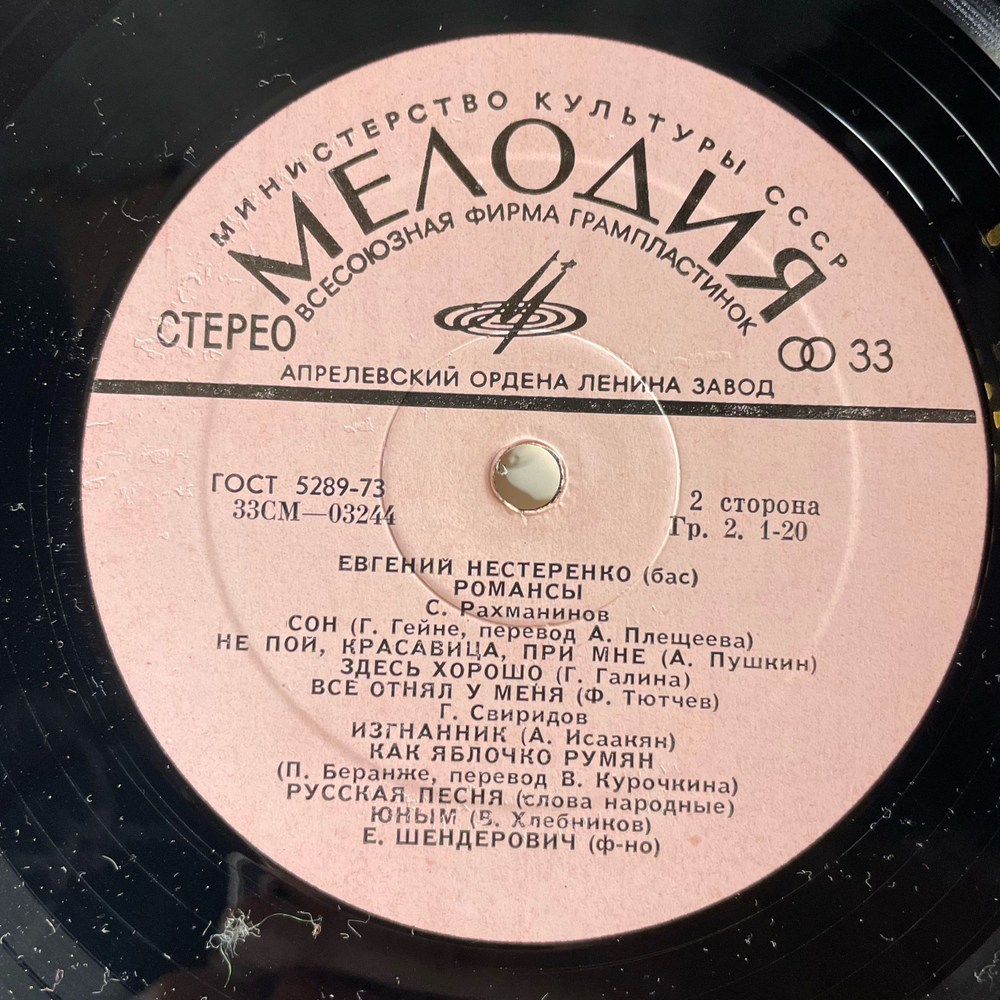 МИНИСТЕРСТВО КУЛЬТУРЫ СССР
МЕЛОДИЯ
ВСЕСОЮЗНАЯ ФИРМА ГРАМПЛАСТИНОК
СТЕРЕО
33
АПРЕЛЕВСКИЙ ОРДЕНА ЛЕНИНА ЗАВОД
ГОСТ 5289-73
33СМ—03244
2 сторона
Гр. 2. 1-20
ЕВГЕНИЙ НЕСТЕРЕНКО (бас)
РОМАНСЫ
С. Рахманинов
СОН (Г. Гейне, перевод А. Плещеева)
НЕ ПОЙ, КРАСАВИЦА, ПРИ МНЕ (А. Пушкин)
ЗДЕСЬ ХОРОШО (Г. Галина)
ВСЕ ОТНЯЛ У МЕНЯ (Ф. Тютчев)
Г. Свиридов
ИЗГНАННИК (А. Исаакян)
КАК ЯБЛОЧКО РУМЯН
(П. Беранже, перевод В. Курочкина)
РУССКАЯ ПЕСНЯ (слова народные)
ЮНЫМ (В. Хлебников)
Е. ШЕНДЕРОВИЧ (ф-но)